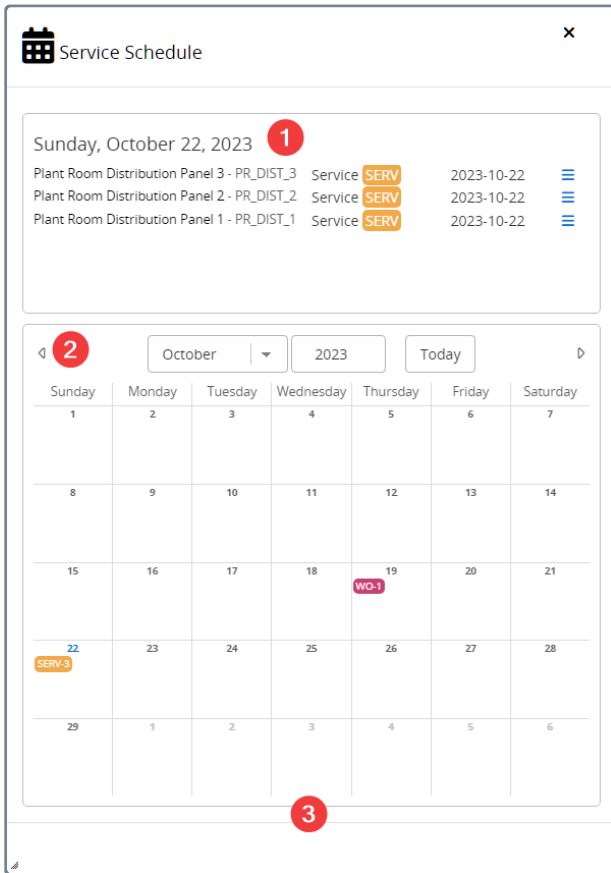 Service Schedule
Sunday, October 22, 2023 1
Plant Room Distribution Panel 3 - PR_DIST_3 Service SERV 2023-10-22
Plant Room Distribution Panel 2 - PR_DIST_2 Service SERV 2023-10-22
Plant Room Distribution Panel 1 - PR_DIST_1 Service SERV 2023-10-22
2 October 2023 Today
Sunday Monday Tuesday Wednesday Thursday Friday Saturday
1 2 3 4 5 6 7
8 9 10 11 12 13 14
15 16 17 18 19 20 21
WO-1
22 23 24 25 26 27 28
SERV-3
29 1 2 3 4 5 6
3